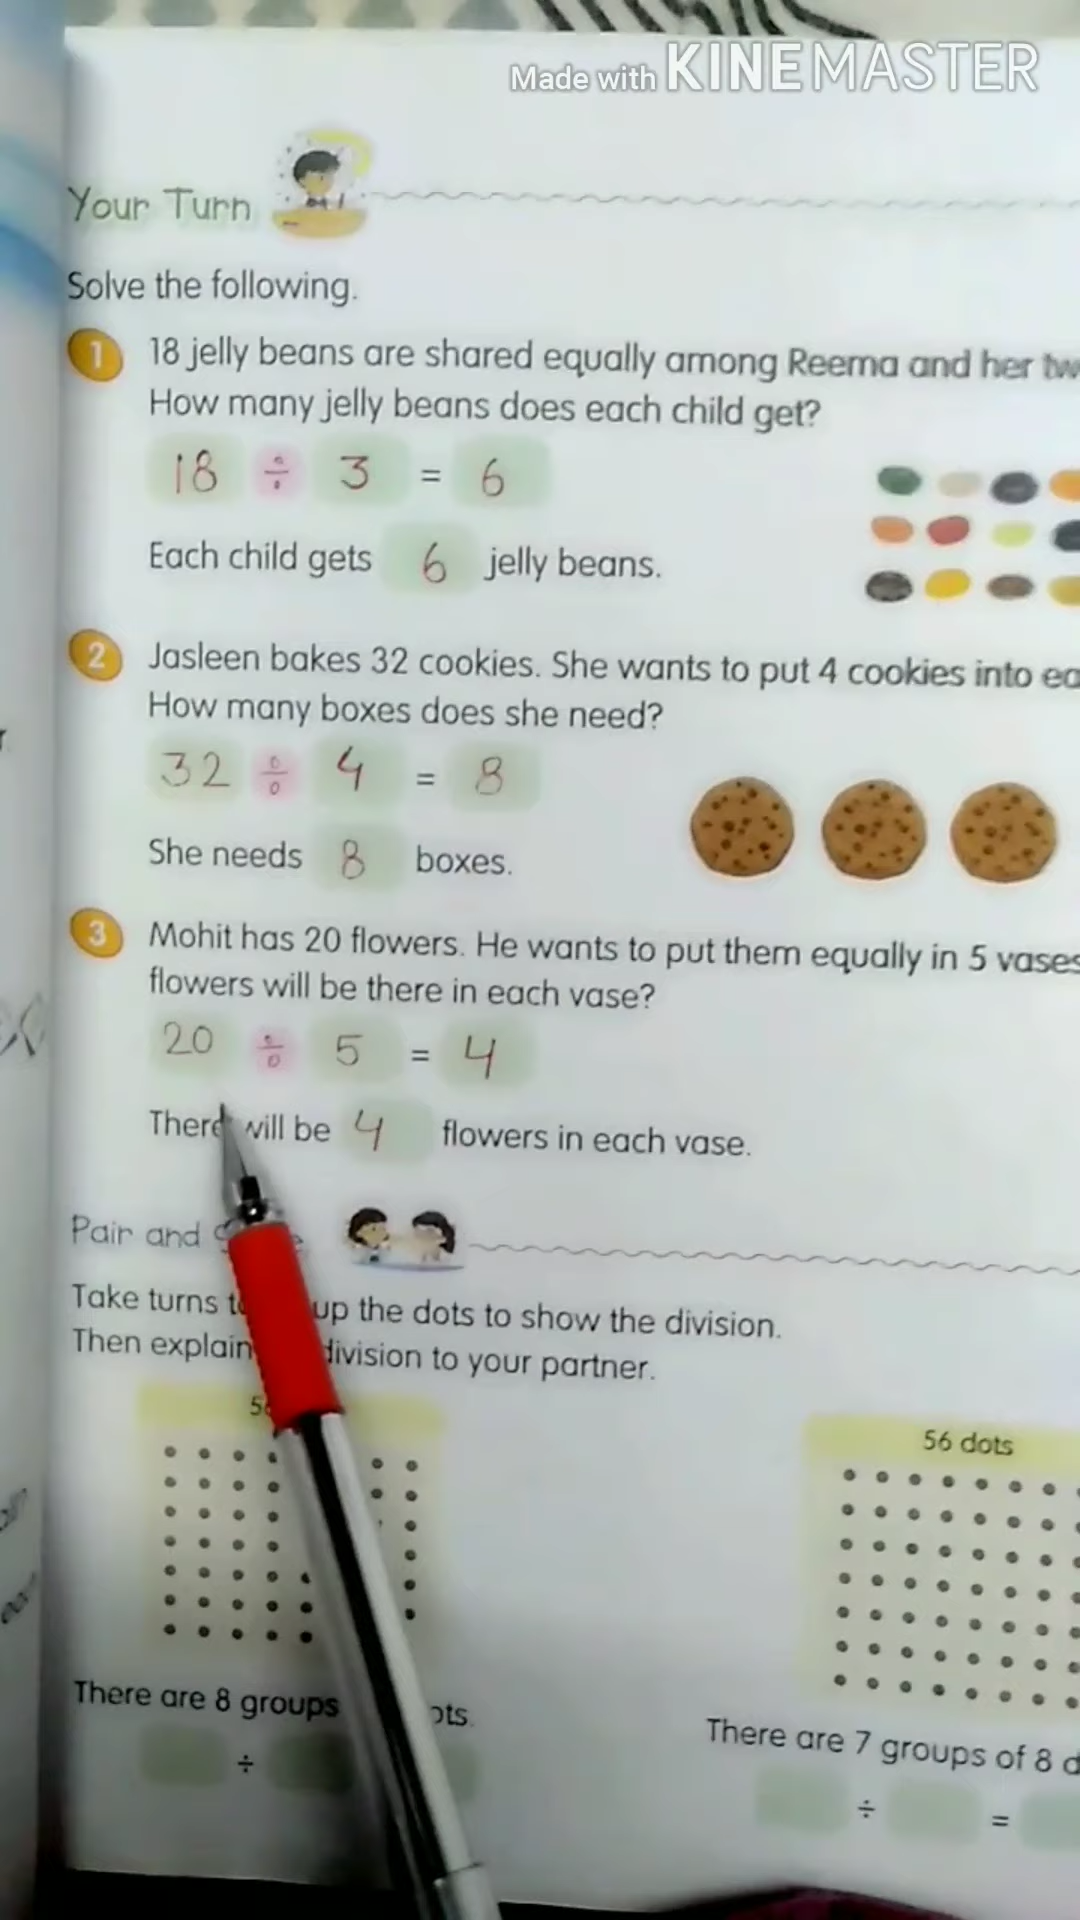 Made with KINEMASTER
Your Turn
Solve the following.
1 18 jelly beans are shared equally among Reema and her
How many jelly beans does each child get?
18 ÷ 3 = 6
Each child gets 6 jelly beans.
2 Jasleen bakes 32 cookies. She wants to put 4 cookies into
How many boxes does she need?
32 ÷ 4 = 8
She needs 8 boxes.
3 Mohit has 20 flowers. He wants to put them equally in 5 vases
flowers will be there in each vase?
20 ÷ 5 = 4
There will be 4 flowers in each vase.
Pair and
Take turns up the dots to show the division.
Then explain division to your partner.
56 dots
There are 8 groups
÷
There are 7 groups of 8
÷ =